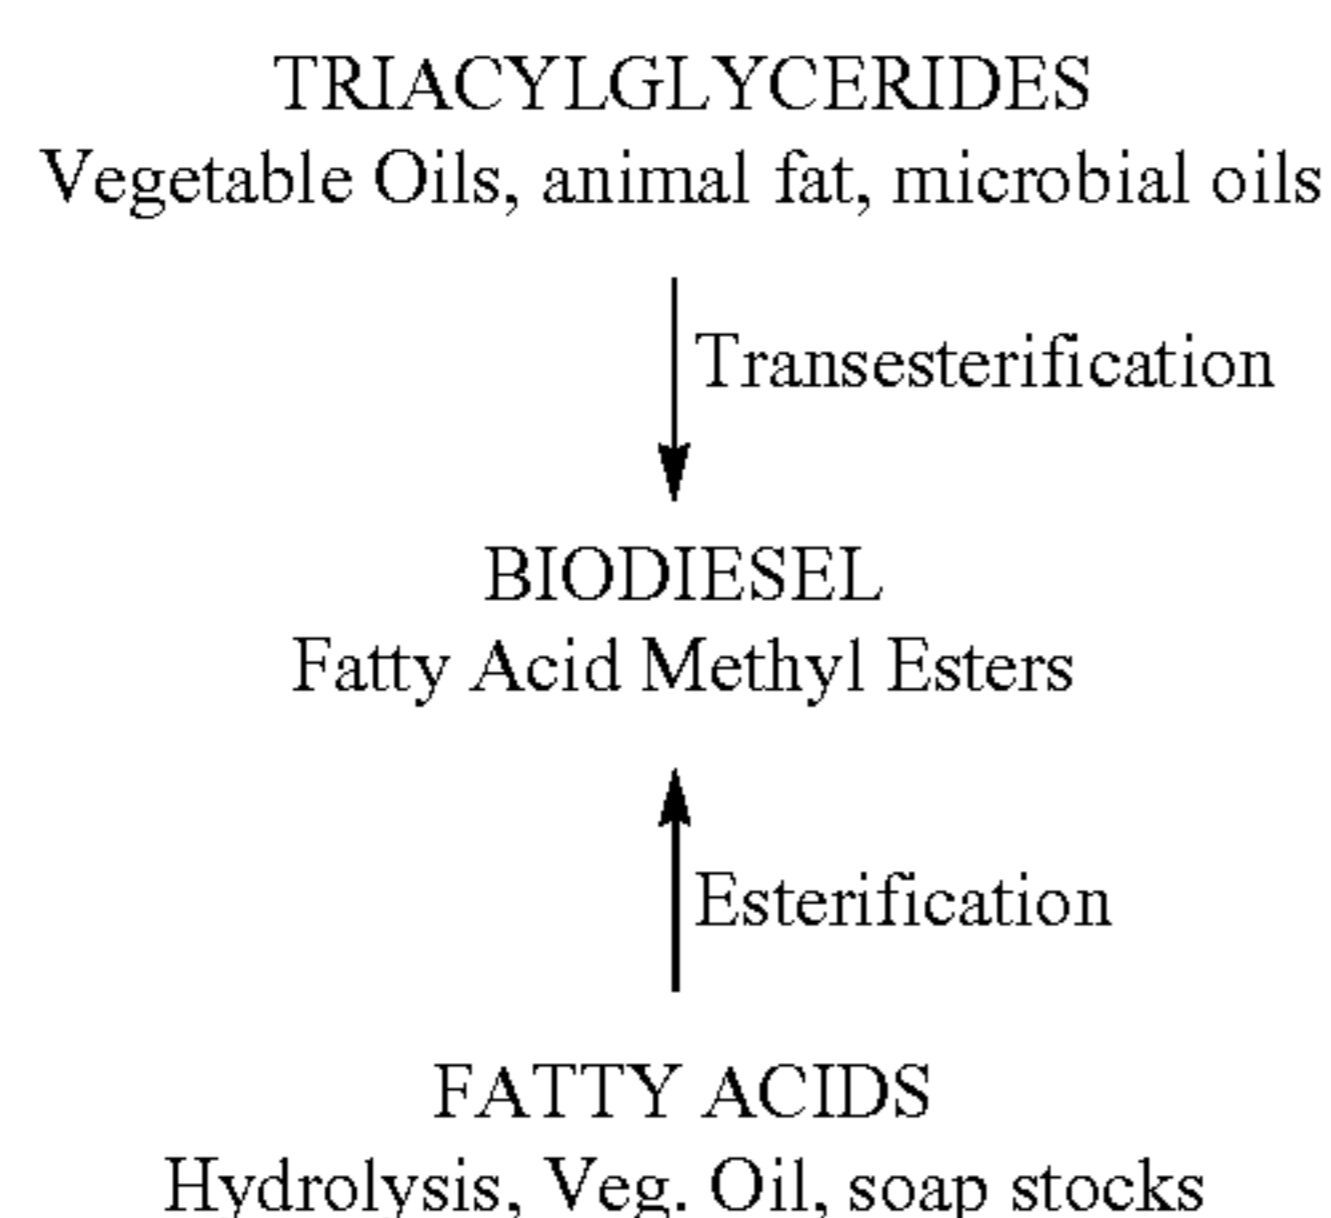 TRIACYLGLYCERIDES
Vegetable Oils, animal fat, microbial oils
Transesterification
BIODIESEL
Fatty Acid Methyl Esters
Esterification
FATTY ACIDS
Hydrolysis, Veg. Oil, soap stocks